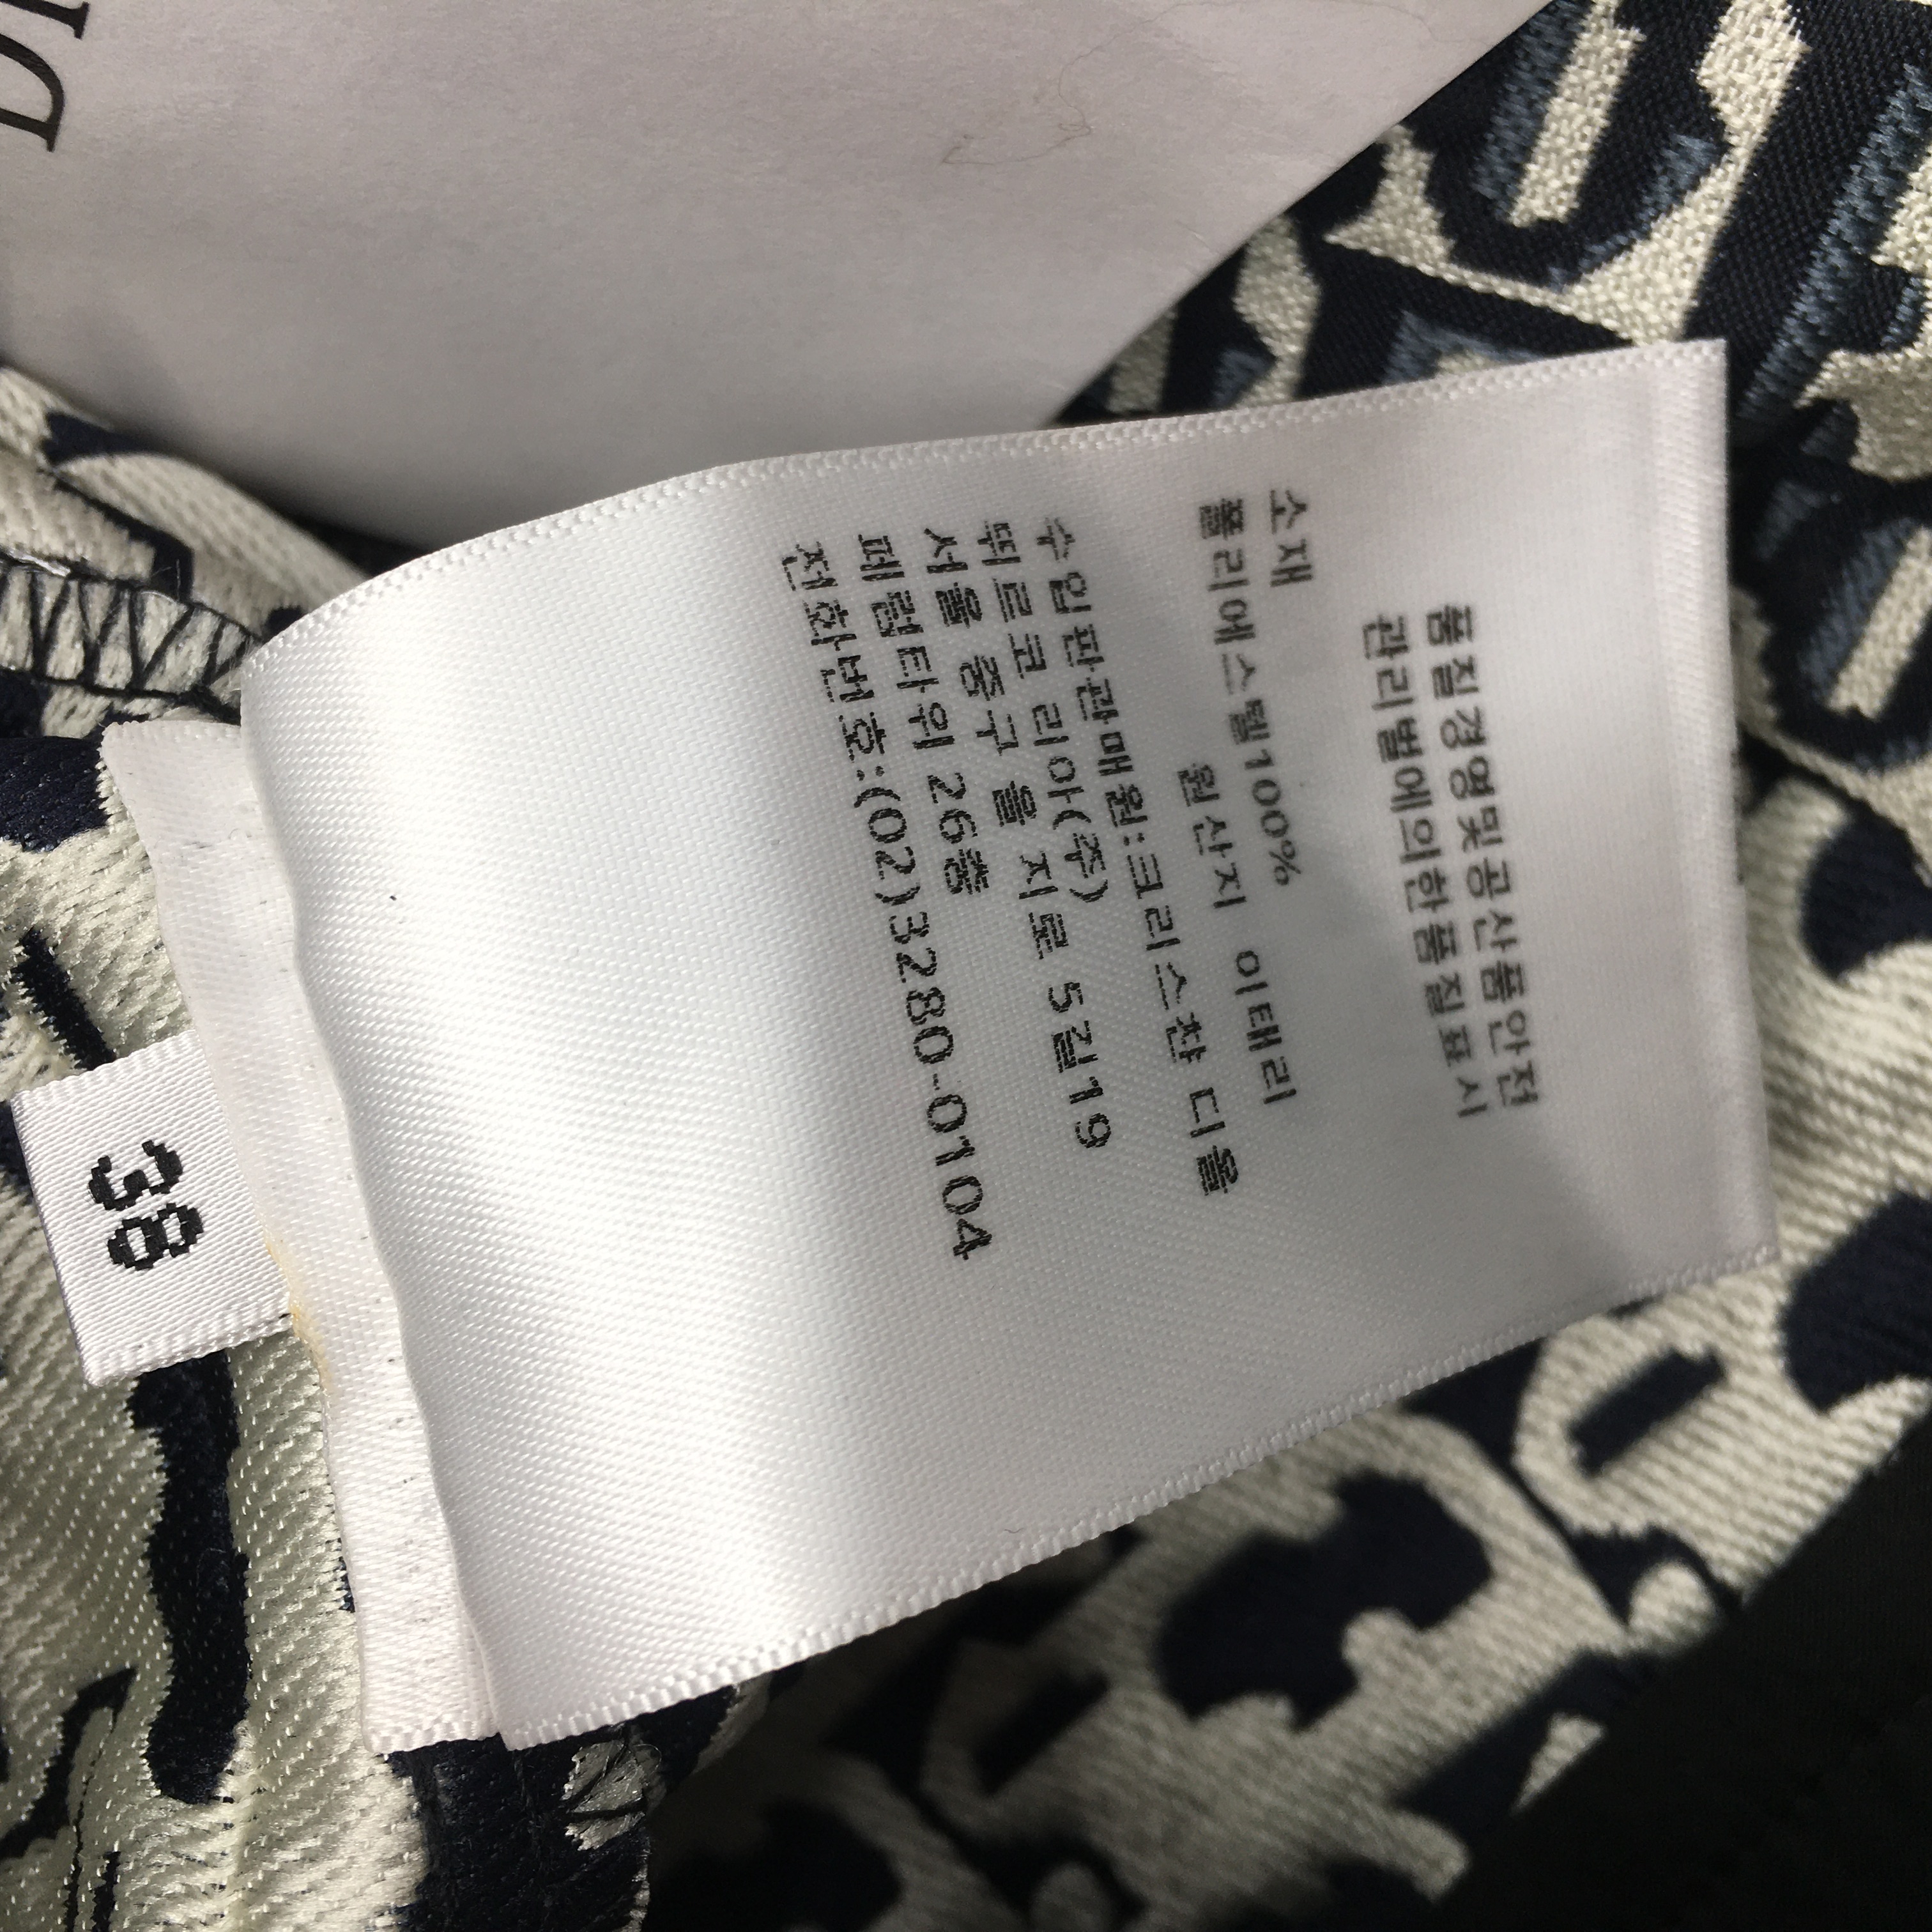 품질경영및공산품안전
관리법에의한품질표시
소재
폴리에스텔100%
원산지 이태리
수입판판매원:크리스챤 디올
뀌르코리아(주)
서울 중구 을지로 5길19
페럼타워26층
전화번호:(02)3280-0104
38
DI